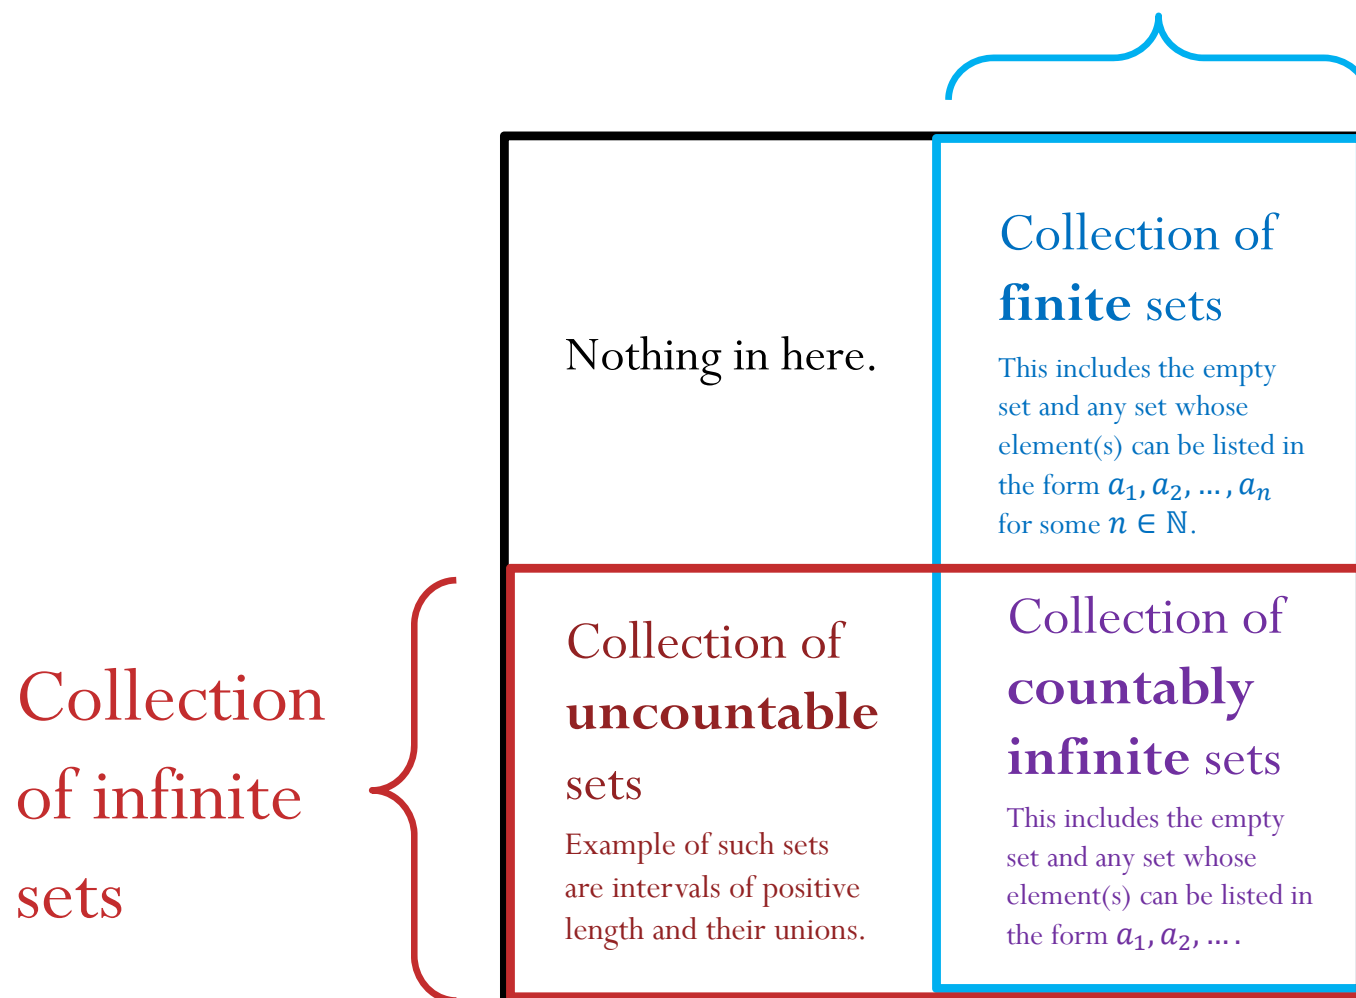 Nothing in here.
Collection of
finite sets
This includes the empty
set and any set whose
element(s) can be listed in
the form a₁, a₂, …, aₙ
for some n ∈ ℕ.
Collection
of infinite
sets
Collection of
uncountable
sets
Example of such sets
are intervals of positive
length and their unions.
Collection of
countably
infinite sets
This includes the empty
set and any set whose
element(s) can be listed in
the form a₁, a₂, ….